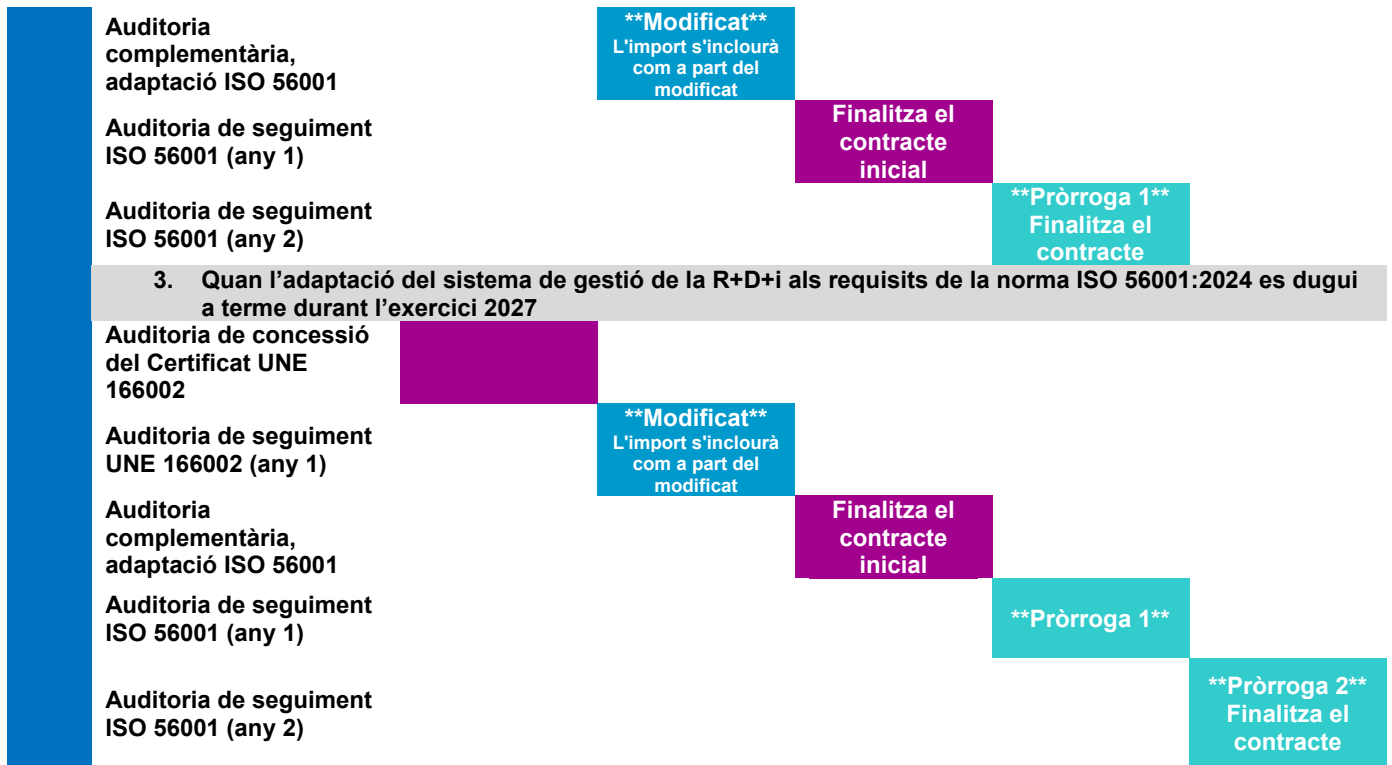 Auditoria
complementària,
adaptació ISO 56001
**Modificat**
L'import s'inclourà
com a part del
modificat
Auditoria de seguiment
ISO 56001 (any 1)
Finalitza el
contracte
inicial
Auditoria de seguiment
ISO 56001 (any 2)
**Pròrroga 1**
Finalitza el
contracte
3. Quan l’adaptació del sistema de gestió de la R+D+i als requisits de la norma ISO 56001:2024 es dugui
a terme durant l’exercici 2027
Auditoria de concessió
del Certificat UNE
166002
Auditoria de seguiment
UNE 166002 (any 1)
**Modificat**
L'import s'inclourà
com a part del
modificat
Auditoria
complementària,
adaptació ISO 56001
Finalitza el
contracte
inicial
Auditoria de seguiment
ISO 56001 (any 1)
**Pròrroga 1**
Auditoria de seguiment
ISO 56001 (any 2)
**Pròrroga 2**
Finalitza el
contracte